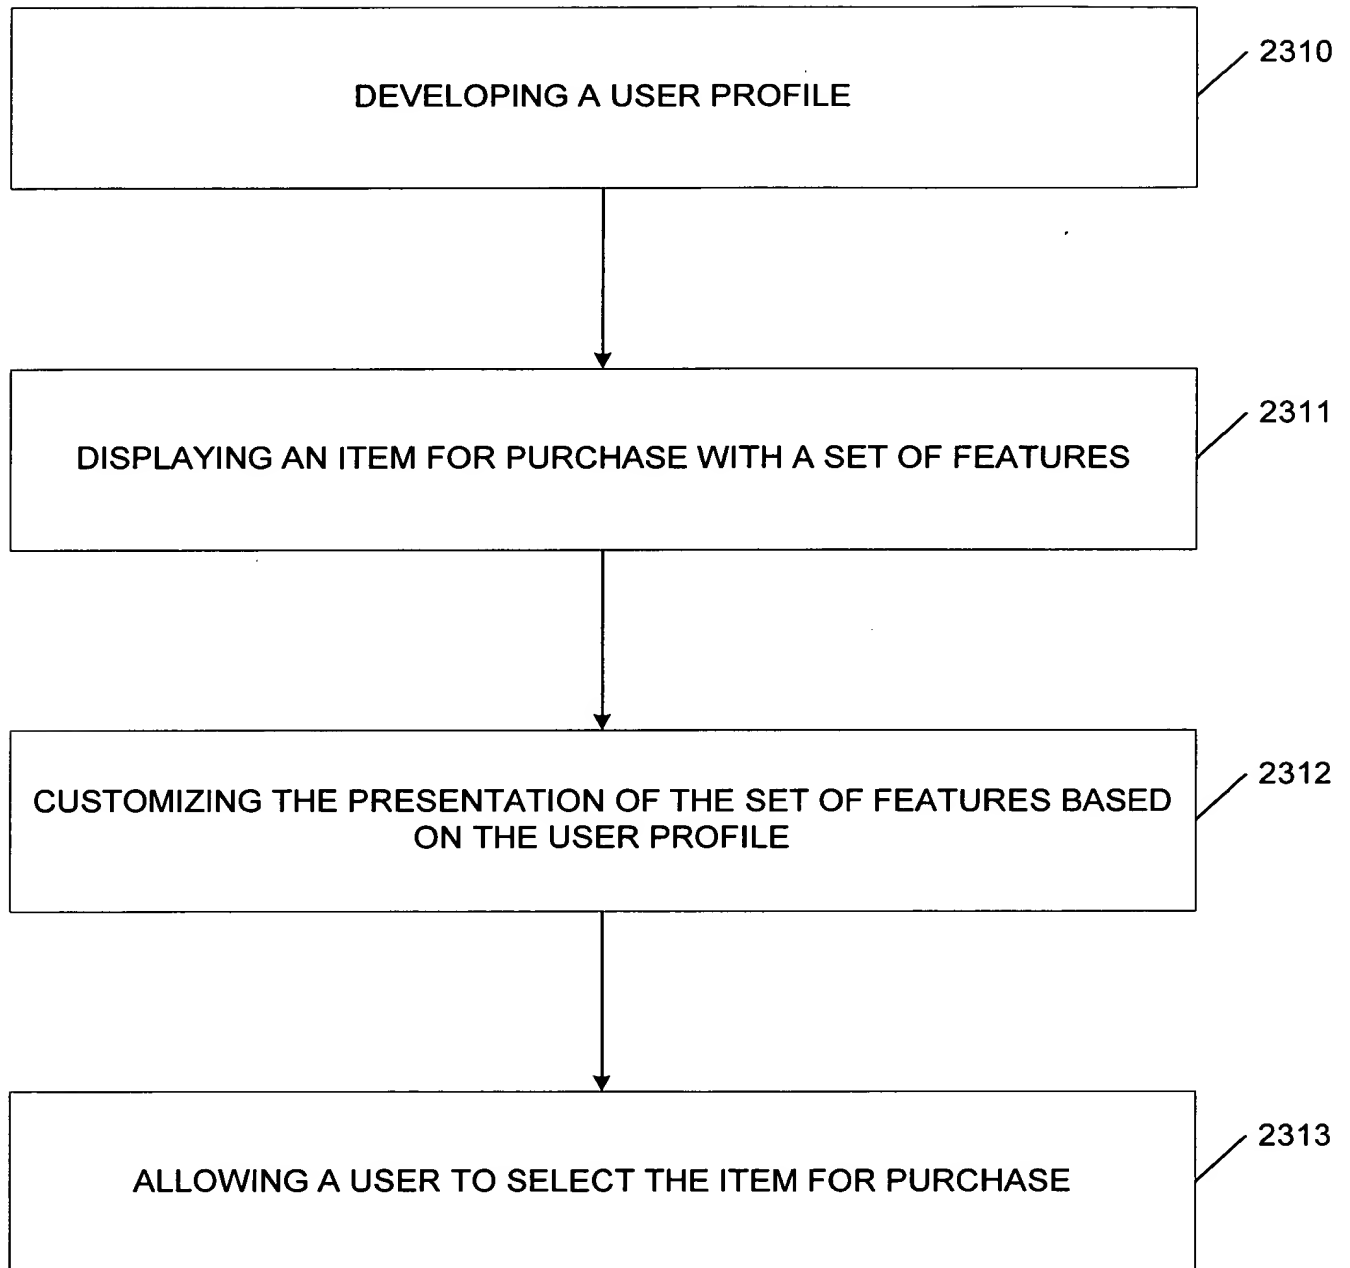 DEVELOPING A USER PROFILE
2310
DISPLAYING AN ITEM FOR PURCHASE WITH A SET OF FEATURES
2311
CUSTOMIZING THE PRESENTATION OF THE SET OF FEATURES BASED
ON THE USER PROFILE
2312
ALLOWING A USER TO SELECT THE ITEM FOR PURCHASE
2313